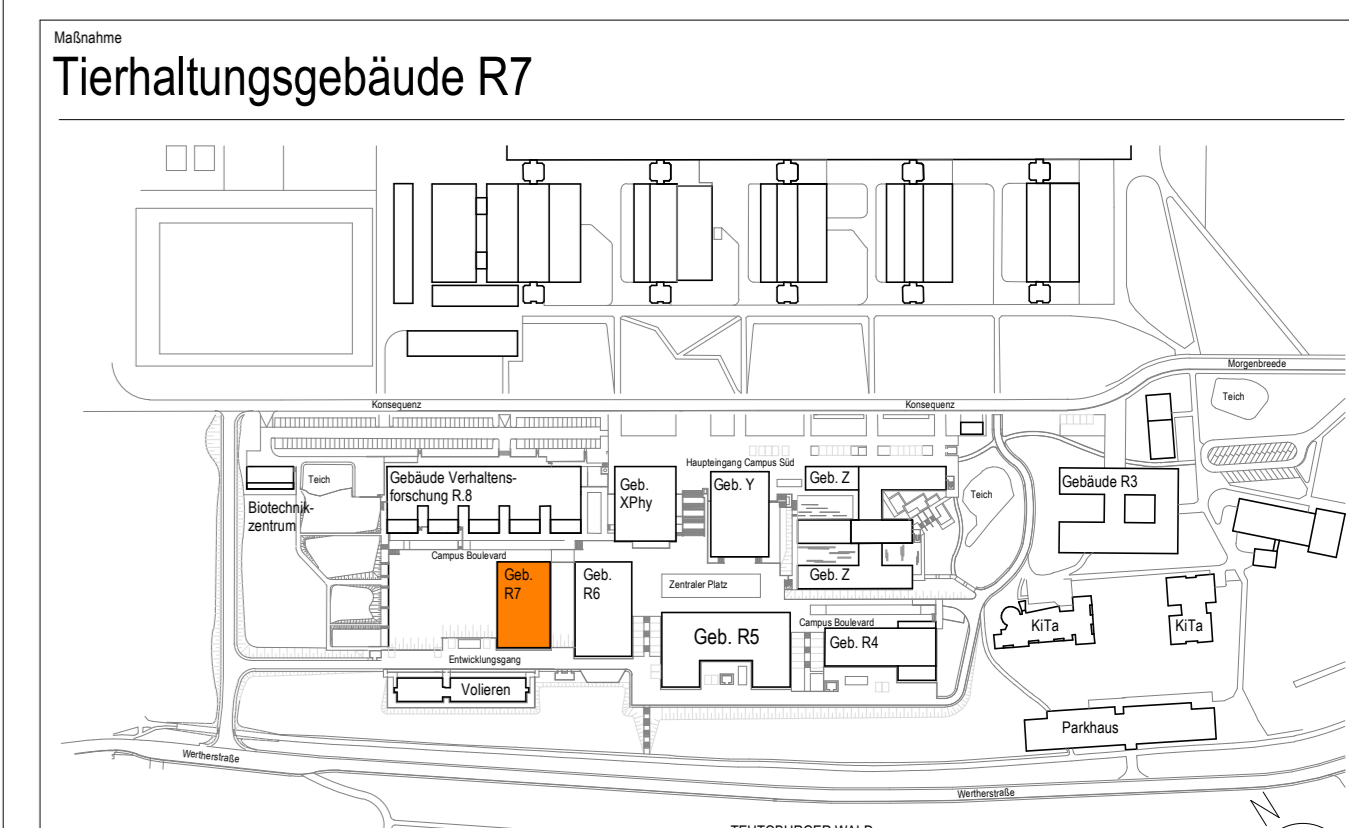 Maßnahme
Tierhaltungsgebäude R7
Morgenbreede
Teich
Konsequenz
Konsequenz
Haupteingang Campus Süd
Teich
Gebäude Verhaltens-
forschung R.8
Geb.
XPhy
Geb. Y
Geb. Z
Teich
Gebäude R3
Biotechnik-
zentrum
Campus Boulevard
Geb.
R7
Geb.
R6
Zentraler Platz
Geb. Z
Campus Boulevard
KiTa
KiTa
Geb. R5
Geb. R4
Entwicklungsgang
Volieren
Parkhaus
Wertherstraße
Wertherstraße
N
TEUTOBURGER WALD